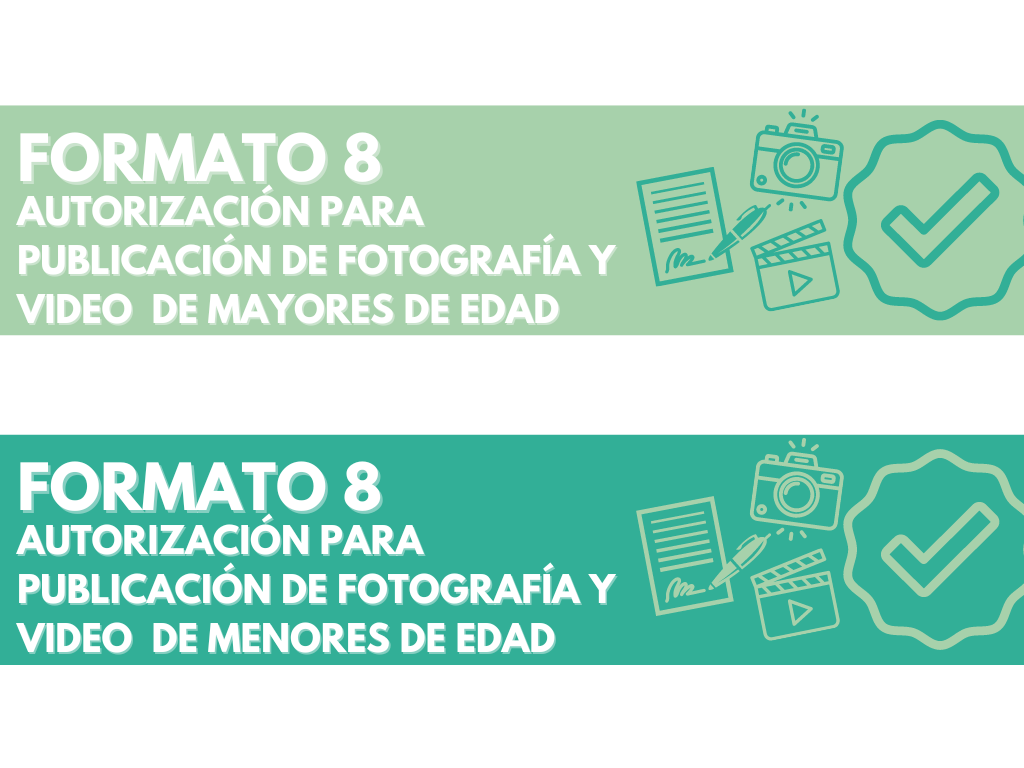 FORMATO 8
AUTORIZACIÓN PARA
PUBLICACIÓN DE FOTOGRAFÍA Y
VIDEO  DE MAYORES DE EDAD
FORMATO 8
AUTORIZACIÓN PARA
PUBLICACIÓN DE FOTOGRAFÍA Y
VIDEO  DE MENORES DE EDAD